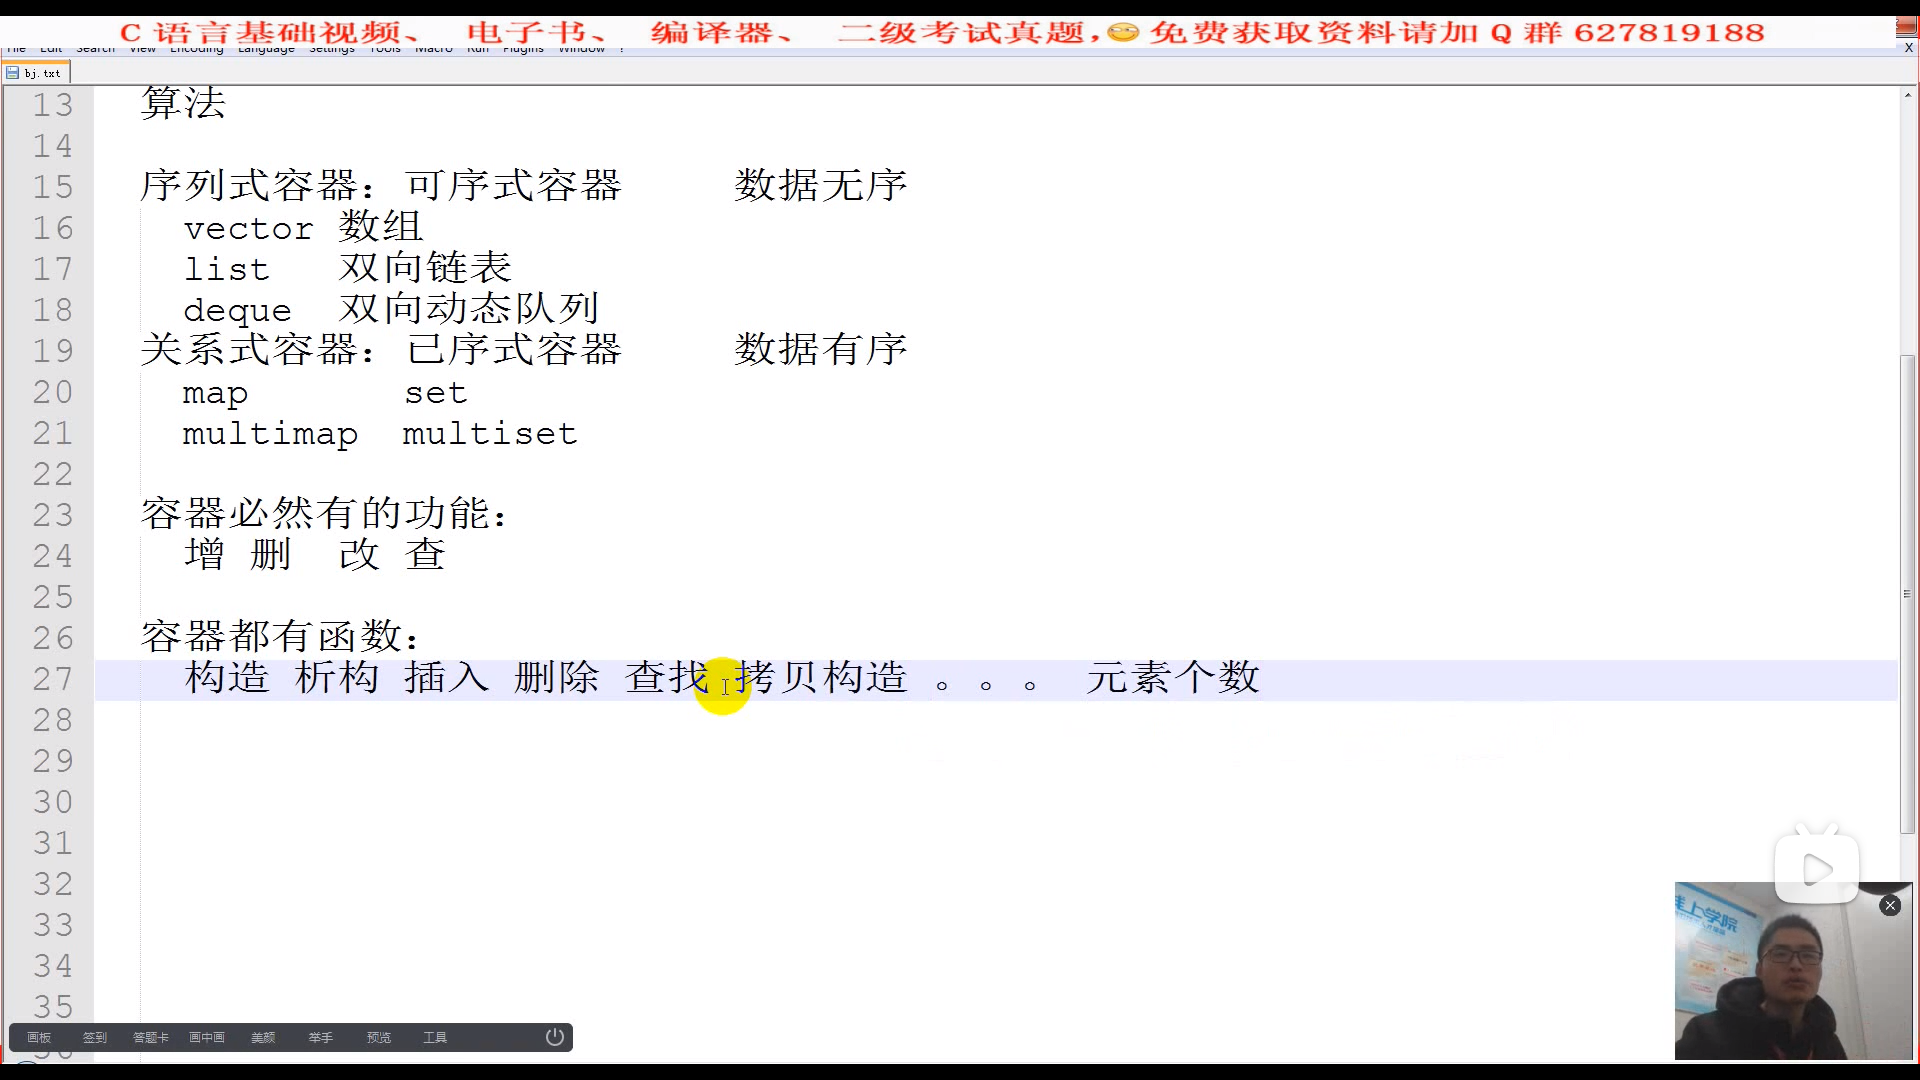 C 语言基础视频、 电子书、 编译器、 二级考试真题，😊免费获取资料请加 Q 群 627819188
File Edit Search View Encoding Language Settings Tools Macro Run Plugins Window ? X
bj.txt
13 算法
14
15 序列式容器：可序式容器 数据无序
16 vector 数组
17 list 双向链表
18 deque 双向动态队列
19 关系式容器：已序式容器 数据有序
20 map set
21 multimap multiset
22
23 容器必然有的功能：
24 增 删 改 查
25
26 容器都有函数：
27 构造 析构 插入 删除 查找 拷贝构造 。。。 元素个数
28
29
30
31
32
33
34
35
线上学院
画板 签到 答题卡 画中画 美颜 举手 预览 工具